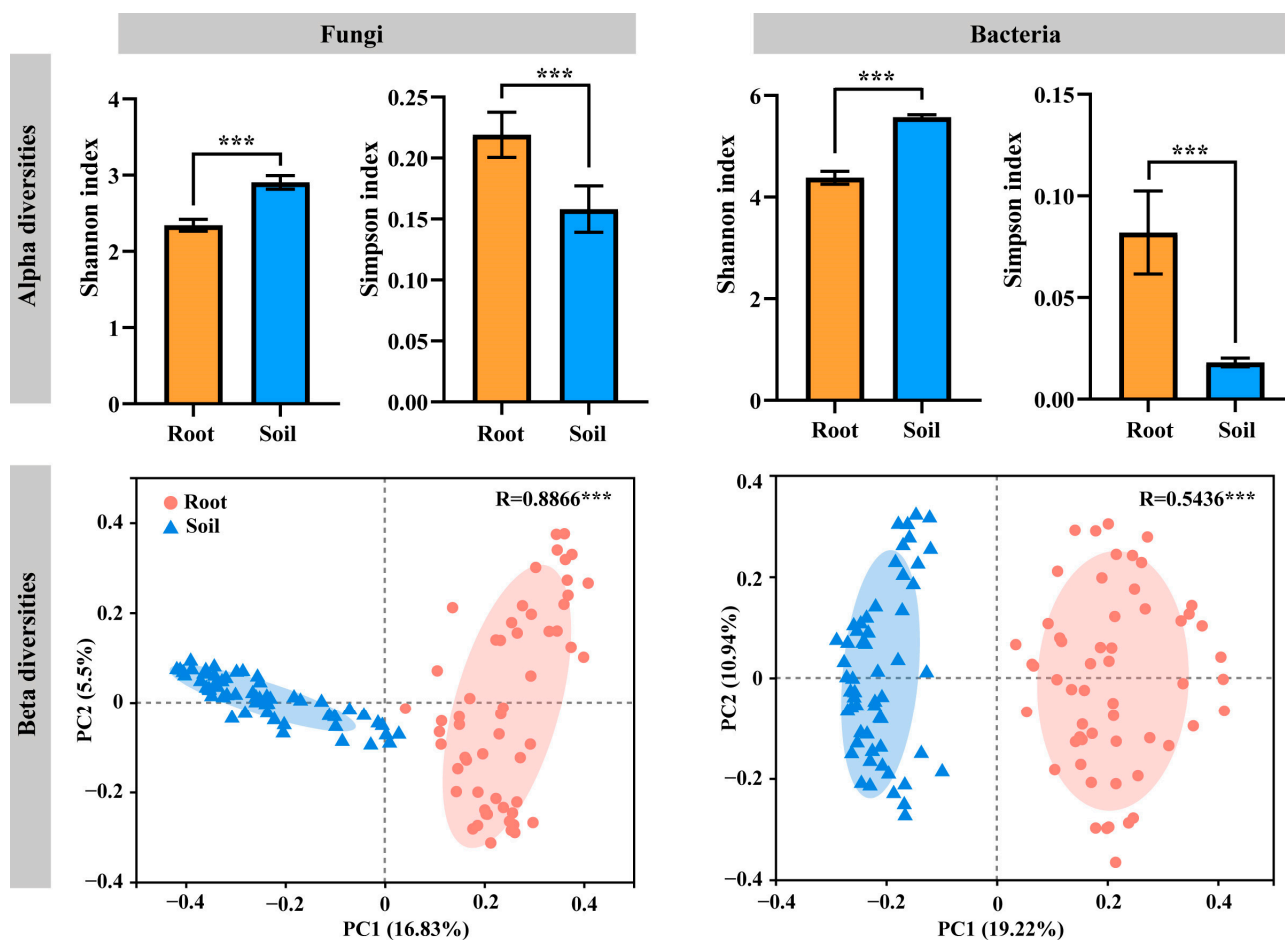 Fungi
Bacteria
Alpha diversities
Shannon index
4
3
2
1
0
***
Root
Soil
Simpson index
0.25
0.20
0.15
0.10
0.05
0.00
***
Root
Soil
Shannon index
6
4
2
0
***
Root
Soil
Simpson index
0.15
0.10
0.05
0.00
***
Root
Soil
Beta diversities
PC2 (5.5%)
0.4
0.2
0
−0.2
−0.4
Root
Soil
R=0.8866***
−0.4
−0.2
0
0.2
0.4
PC1 (16.83%)
PC2 (10.94%)
0.4
0.2
0
−0.2
−0.4
R=0.5436***
−0.4
−0.2
0
0.2
0.4
PC1 (19.22%)